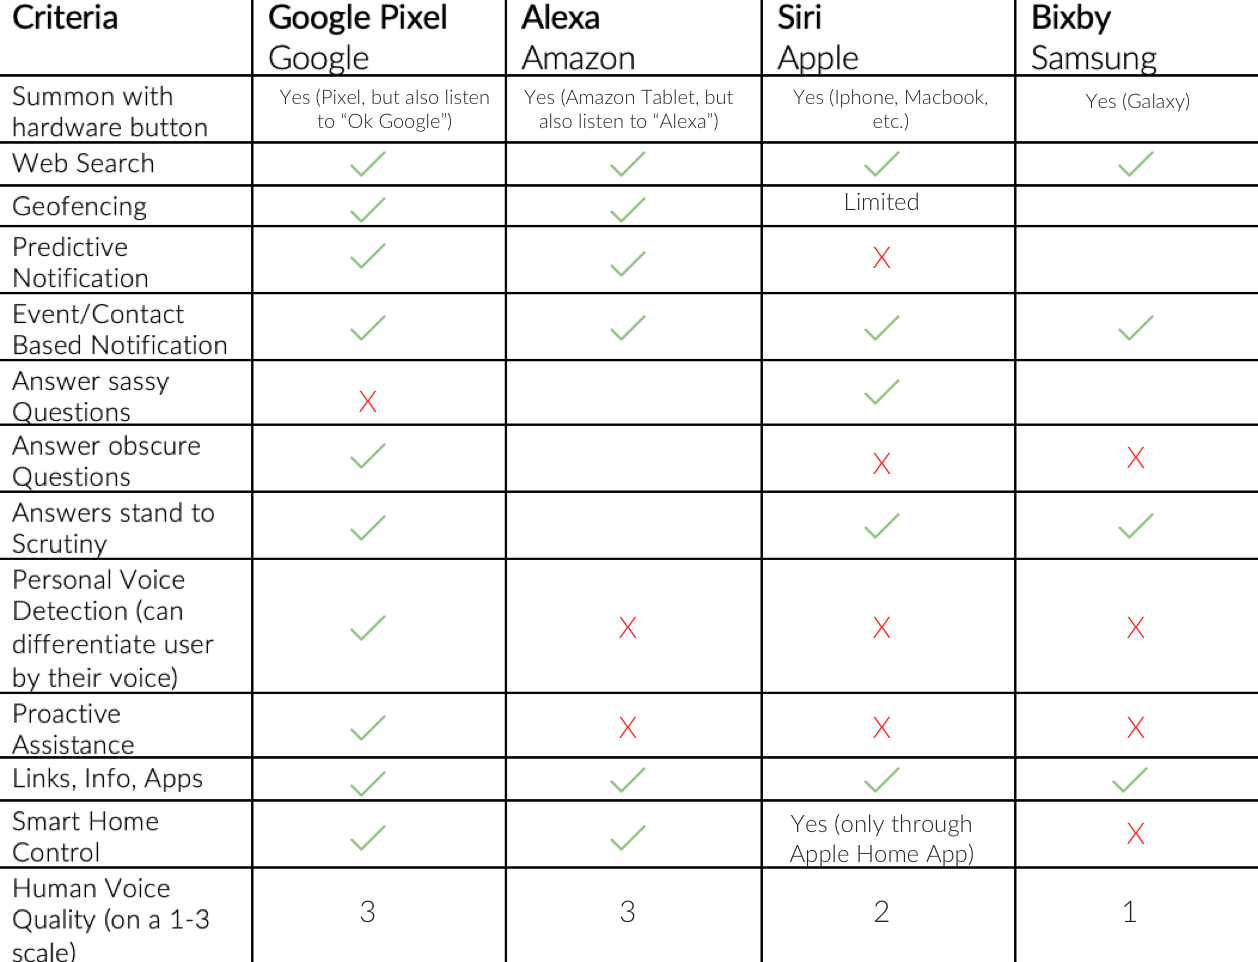 Criteria
Google Pixel
Google
Alexa
Amazon
Siri
Apple
Bixby
Samsung
Summon with
hardware button
Yes (Pixel, but also listen
to “Ok Google”)
Yes (Amazon Tablet, but
also listen to “Alexa”)
Yes (Iphone, Macbook,
etc.)
Yes (Galaxy)
Web Search
Geofencing
Limited
Predictive
Notification
X
Event/Contact
Based Notification
Answer sassy
Questions
X
Answer obscure
Questions
X
X
Answers stand to
Scrutiny
Personal Voice
Detection (can
differentiate user
by their voice)
X
X
X
Proactive
Assistance
X
X
X
Links, Info, Apps
Smart Home
Control
Yes (only through
Apple Home App)
X
Human Voice
Quality (on a 1-3
scale)
3
3
2
1